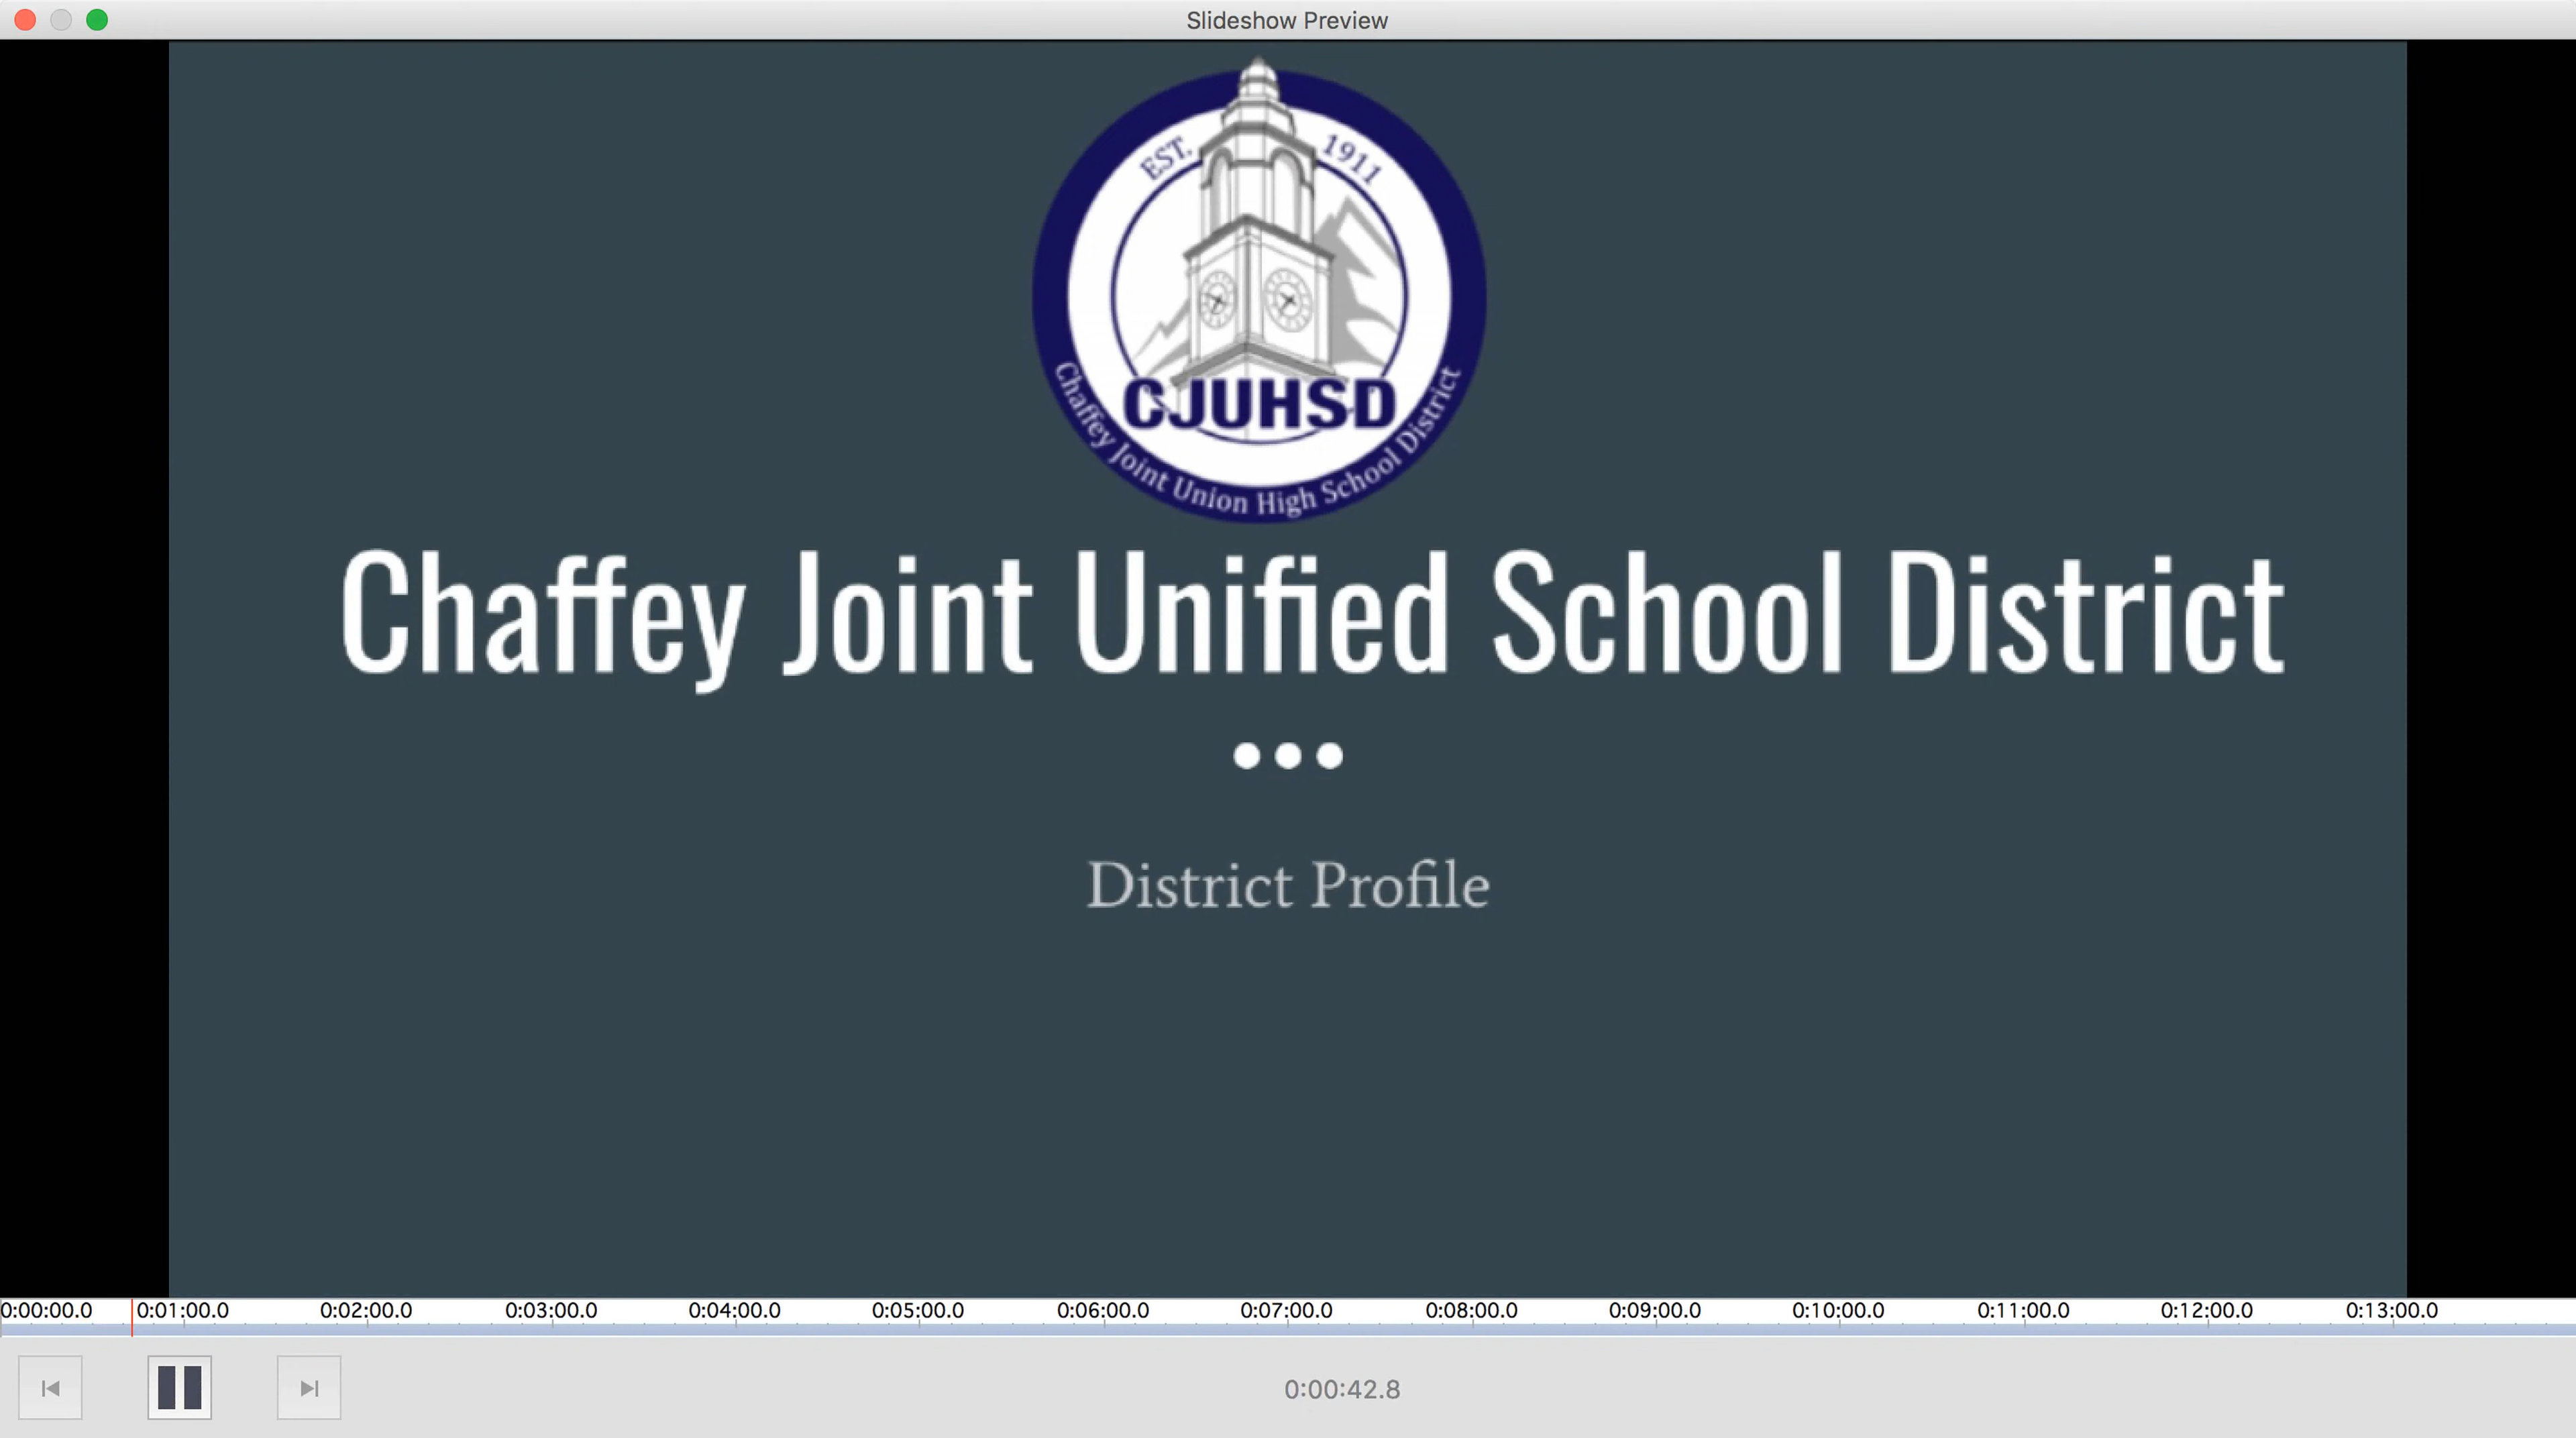 Slideshow Preview
EST. 1911
CJUHSD
Chaffey Joint Union High School District
Chaffey Joint Unified School District
District Profile
0:00:00.0 0:01:00.0 0:02:00.0 0:03:00.0 0:04:00.0 0:05:00.0 0:06:00.0 0:07:00.0 0:08:00.0 0:09:00.0 0:10:00.0 0:11:00.0 0:12:00.0 0:13:00.0
0:00:42.8